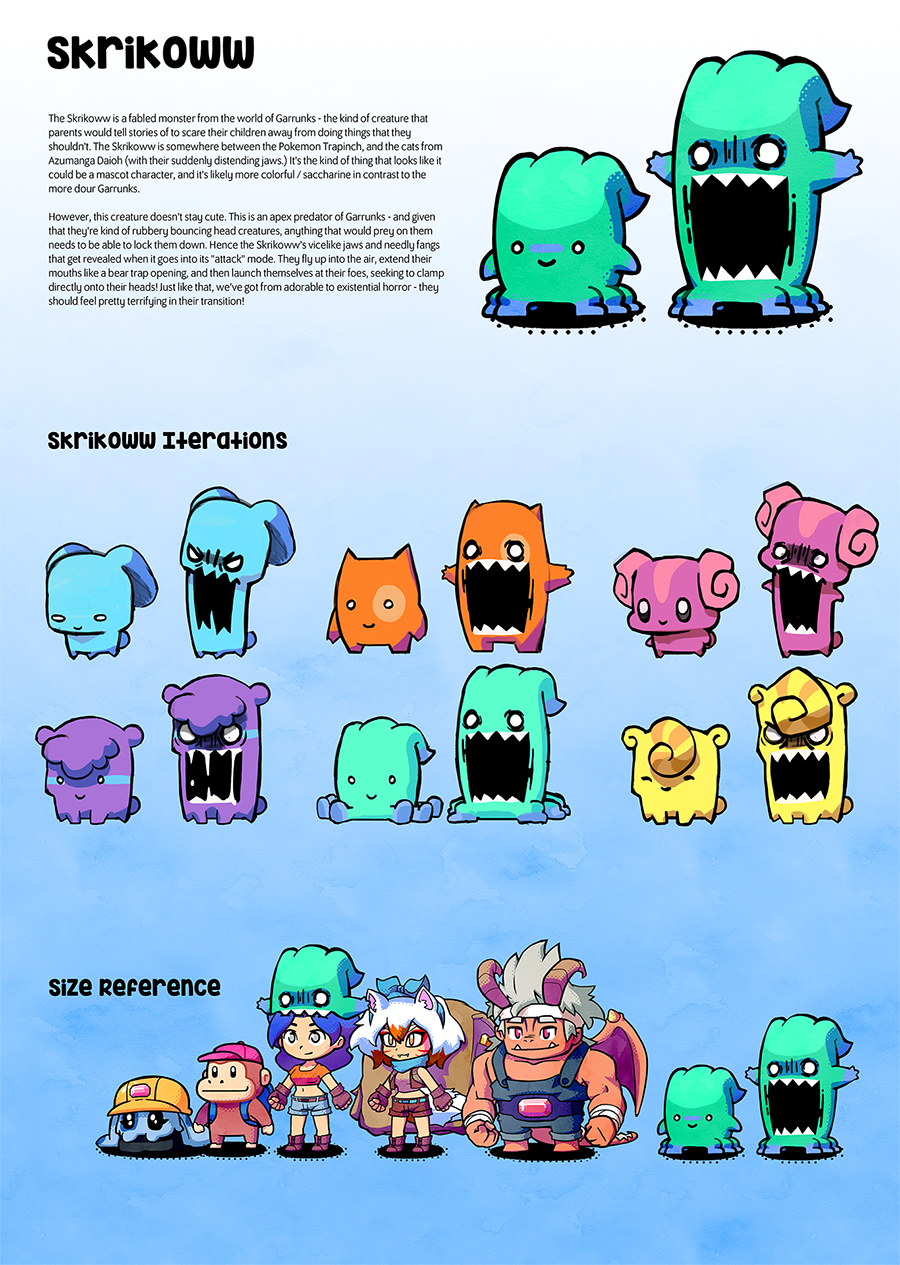 Skrikoww
The Skrikoww is a fabled monster from the world of Garrunks - the kind of creature that
parents would tell stories of to scare their children away from doing things that they
shouldn't. The Skrikoww is somewhere between the Pokemon Trapinch, and the cats from
Azumanga Daioh (with their suddenly distending jaws.) It's the kind of thing that looks like it
could be a mascot character, and it's likely more colorful / saccharine in contrast to the
more dour Garrunks.
However, this creature doesn't stay cute. This is an apex predator of Garrunks - and given
that they're kind of rubbery bouncing head creatures, anything that would prey on them
needs to be able to lock them down. Hence the Skrikoww's vicelike jaws and needly fangs
that get revealed when it goes into its "attack" mode. They fly up into the air, extend their
mouths like a bear trap opening, and then launch themselves at their foes, seeking to clamp
directly onto their heads! Just like that, we've got from adorable to existential horror - they
should feel pretty terrifying in their transition!
Skrikoww Iterations
Size Reference